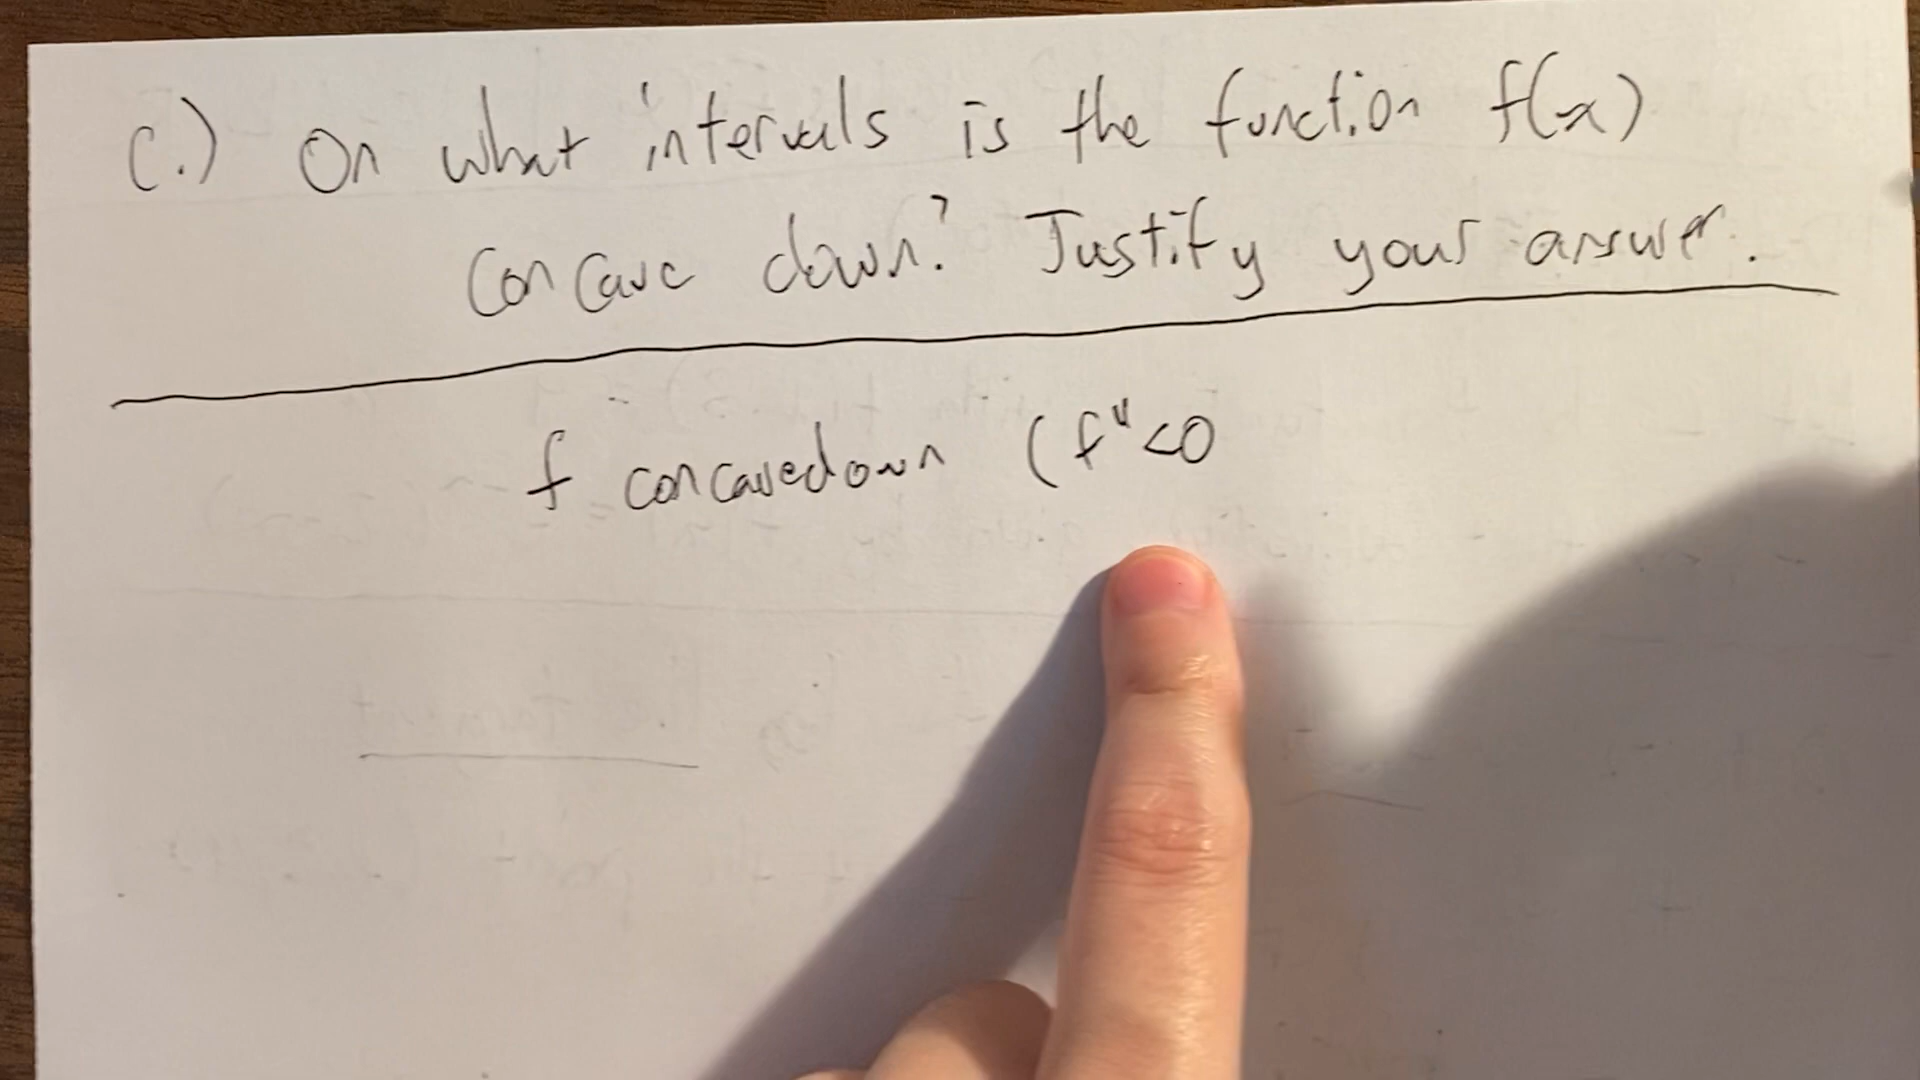 C.) On what intervals is the function f(x)
concave down? Justify your answer.
f concavedown (f"<0